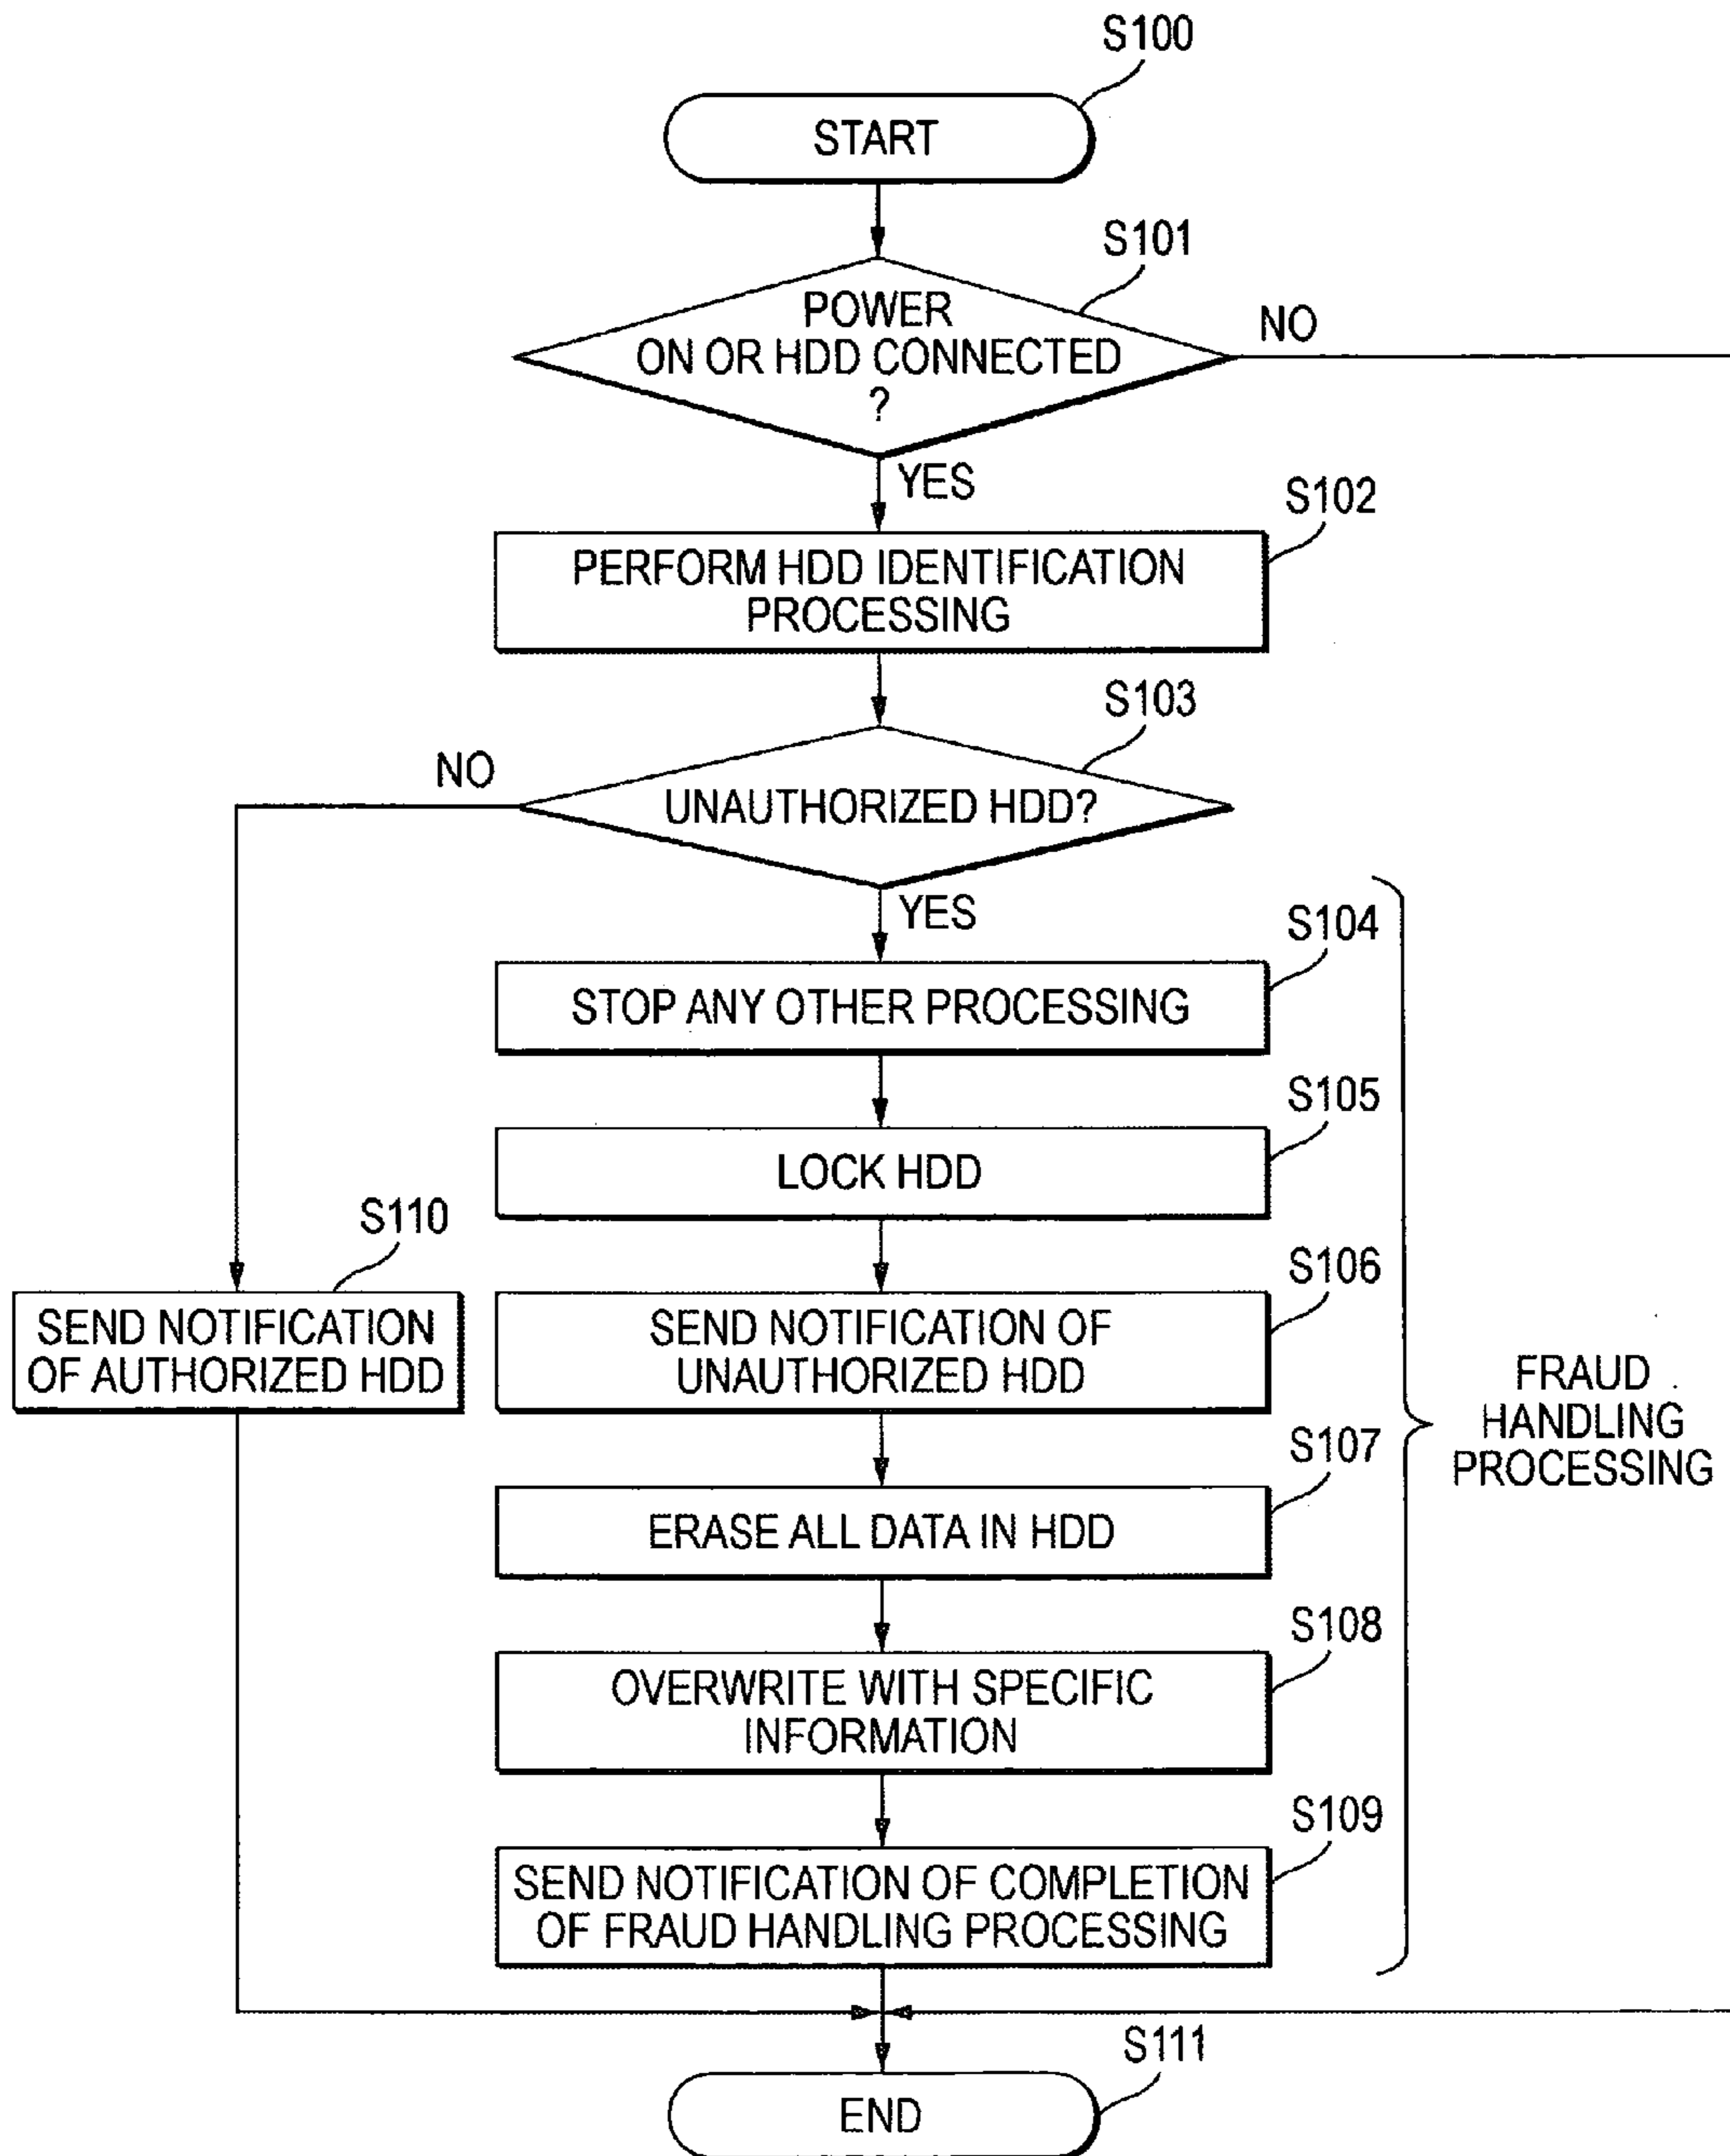 S100
START
S101
POWER
ON OR HDD CONNECTED
?
NO
YES
S102
PERFORM HDD IDENTIFICATION
PROCESSING
S103
NO
UNAUTHORIZED HDD?
YES
S104
STOP ANY OTHER PROCESSING
S105
LOCK HDD
S110
SEND NOTIFICATION
OF AUTHORIZED HDD
S106
SEND NOTIFICATION OF
UNAUTHORIZED HDD
FRAUD
HANDLING
PROCESSING
S107
ERASE ALL DATA IN HDD
S108
OVERWRITE WITH SPECIFIC
INFORMATION
S109
SEND NOTIFICATION OF COMPLETION
OF FRAUD HANDLING PROCESSING
S111
END